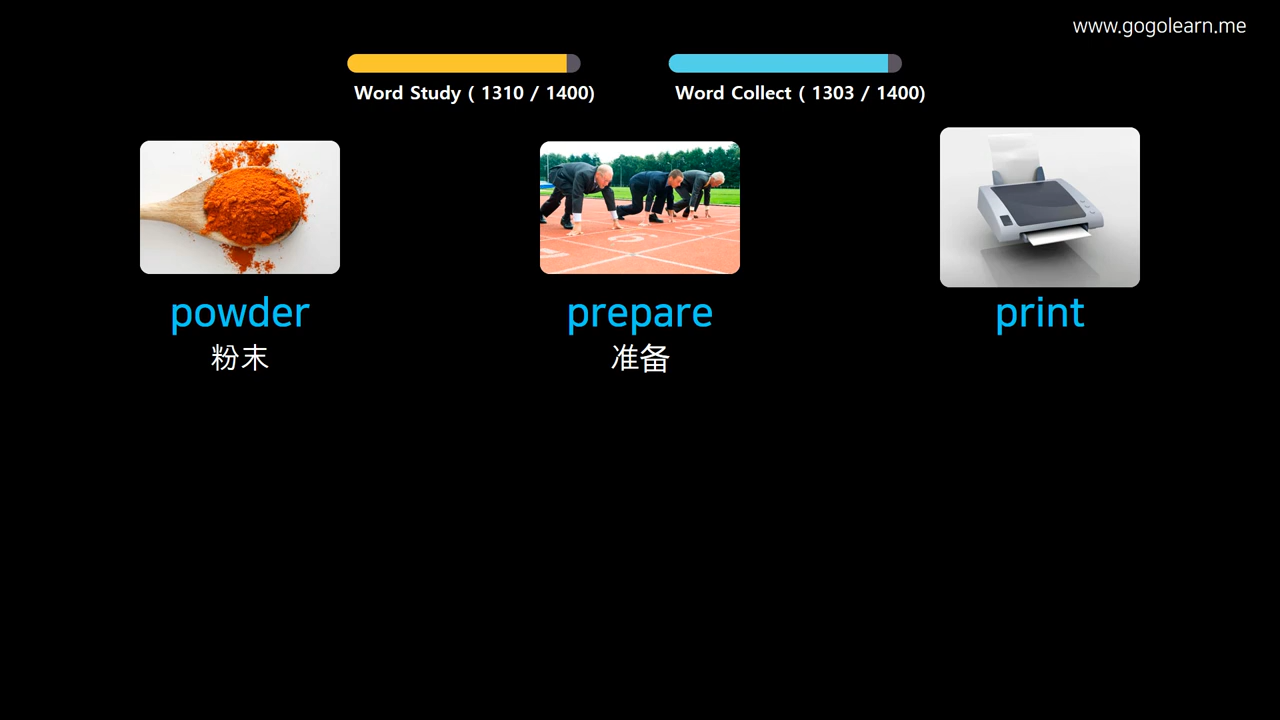 www.gogolearn.me
Word Study ( 1310 / 1400)
Word Collect ( 1303 / 1400)
powder
prepare
print
粉末
准备